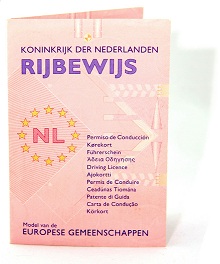 KONINKRIJK DER NEDERLANDEN
RIJBEWIJS
NL
Permiso de Conducción
Kørekort
Führerschein
Άδεια Οδήγησης
Driving Licence
Ajokortti
Permis de Conduire
Ceadunas Tiomána
Patente di Guida
Carta de Condução
Körkort
Model van de
EUROPESE GEMEENSCHAPPEN